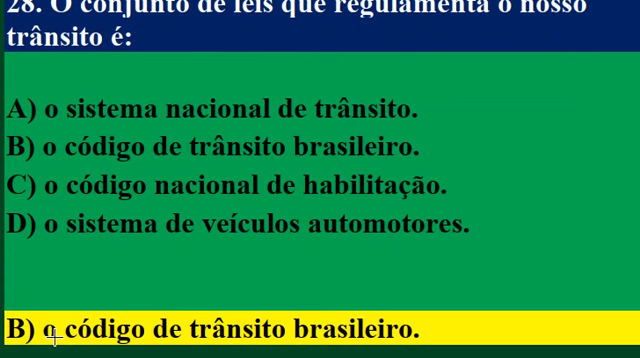 28. O conjunto de leis que regulamenta o nosso
trânsito é:
A) o sistema nacional de trânsito.
B) o código de trânsito brasileiro.
C) o código nacional de habilitação.
D) o sistema de veículos automotores.
B) o código de trânsito brasileiro.